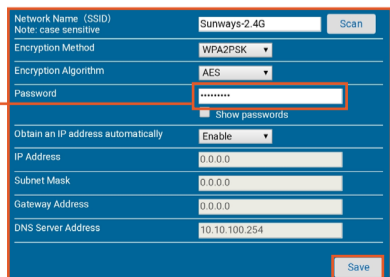 Network Name (SSID)
Note: case sensitive
Sunways-2.4G
Scan
Encryption Method
WPA2PSK
Encryption Algorithm
AES
Password
•••••••••
Show passwords
Obtain an IP address automatically
Enable
IP Address
0.0.0.0
Subnet Mask
0.0.0.0
Gateway Address
0.0.0.0
DNS Server Address
10.10.100.254
Save